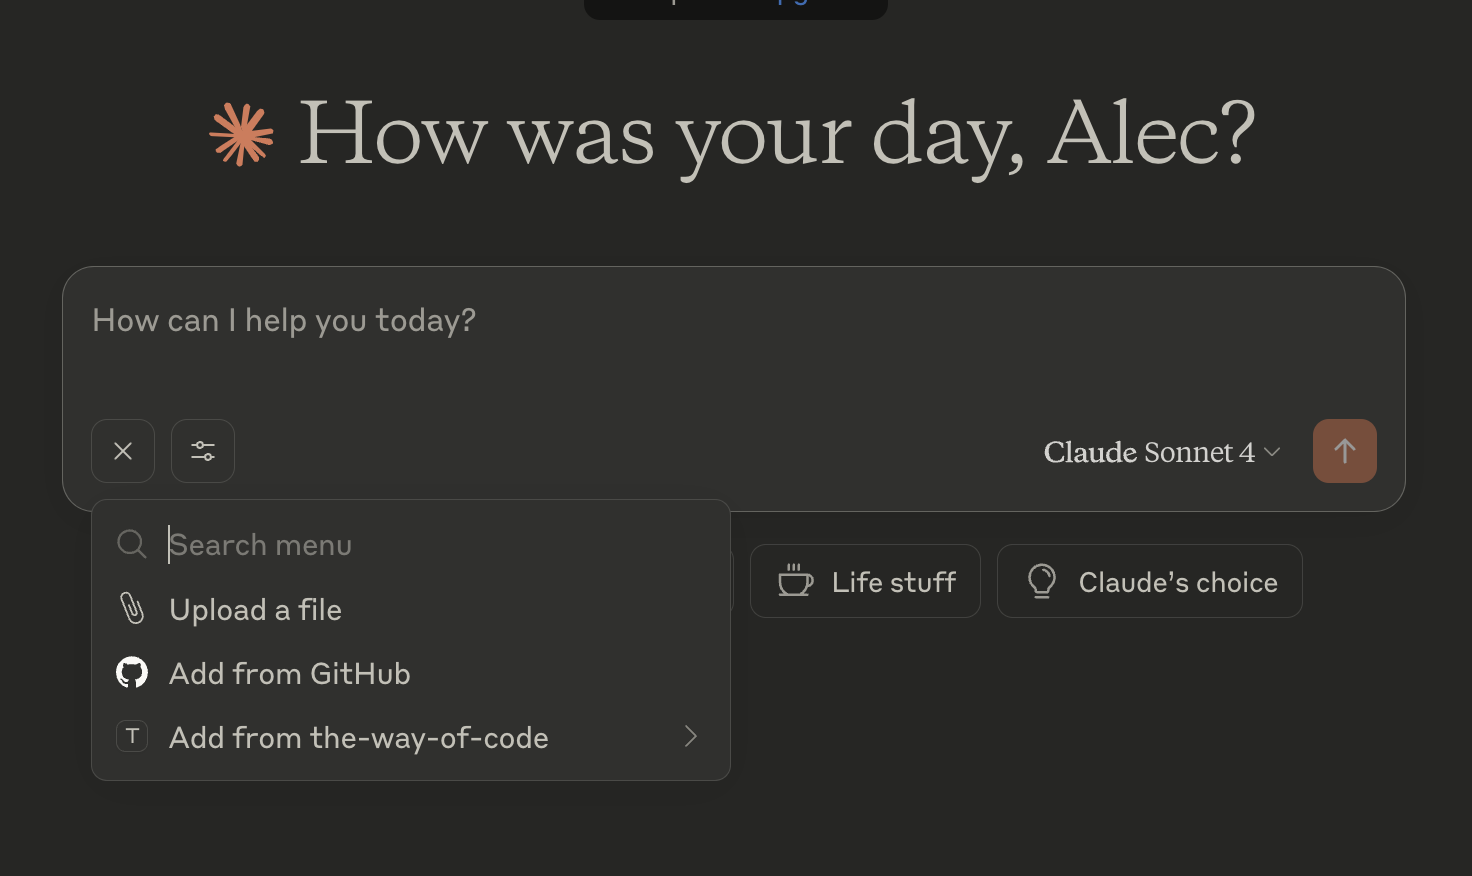 How was your day, Alec?
How can I help you today?
Claude Sonnet 4
Search menu
Upload a file
Add from GitHub
T Add from the-way-of-code
Life stuff
Claude’s choice